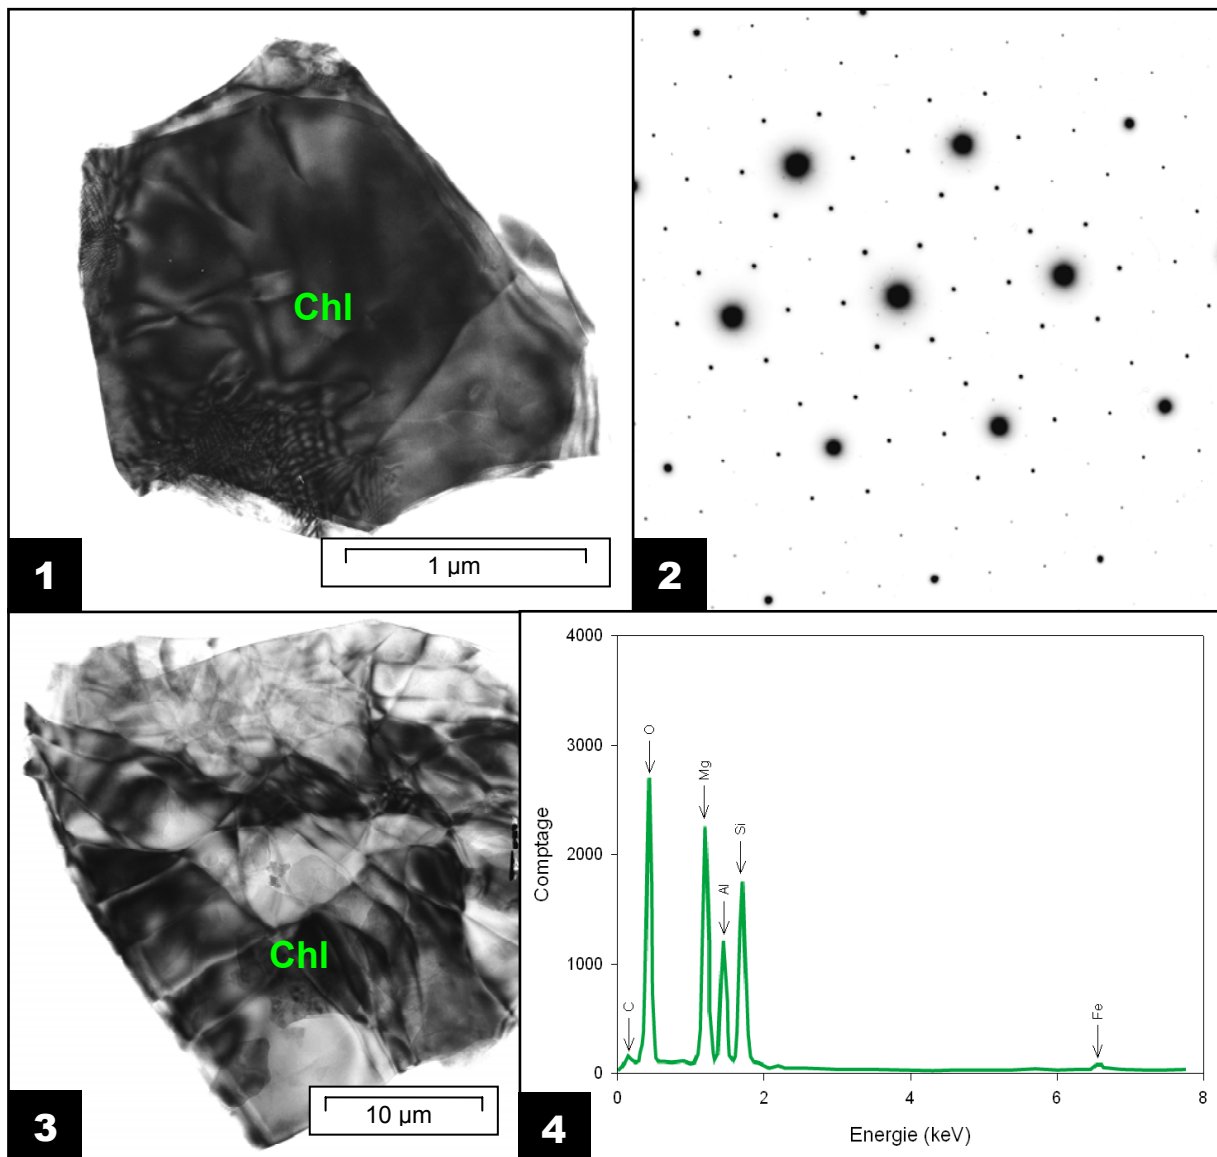 Chl
1 µm
1
2
Chl
10 µm
3
4000
3000
2000
1000
0
0 2 4 6 8
Comptage
Energie (keV)
C
O
Mg
Al
Si
Fe
4